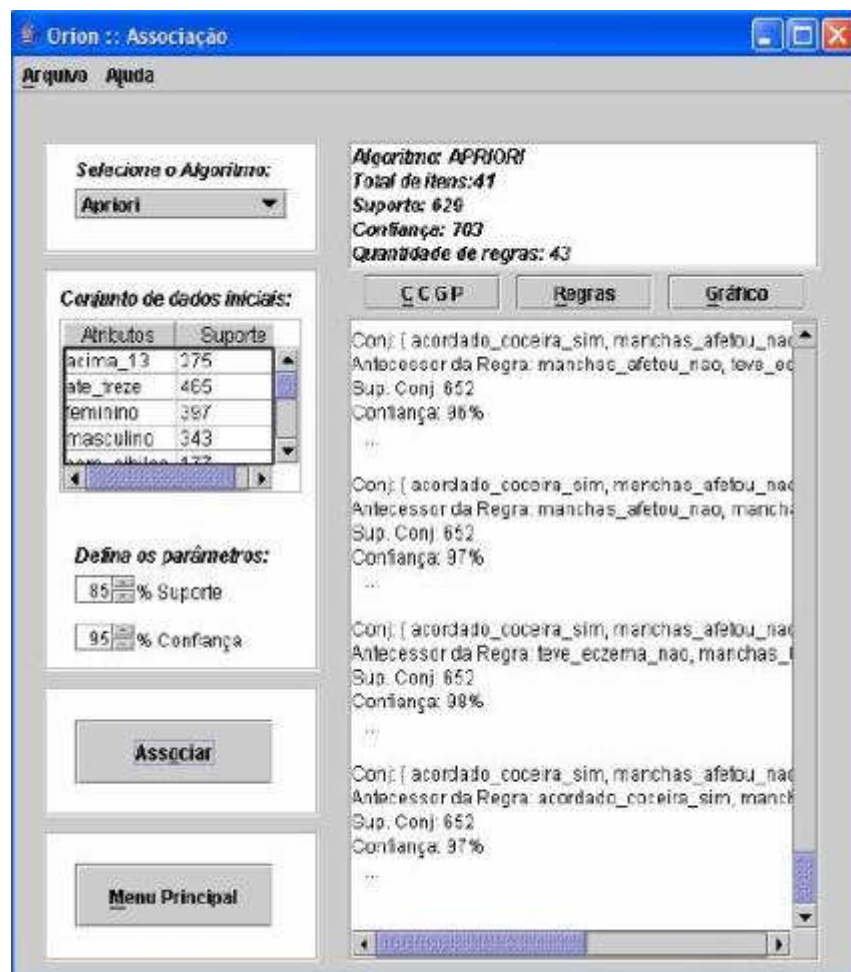 Orion :: Associação
Arquivo Ajuda
Selecione o Algoritmo:
Apriori
Conjunto de dados iniciais:
Atributos Suporte
acima_13 275
ate_treze 465
feminino 397
masculino 343
177
Defina os parâmetros:
85 % Suporte
95 % Confiança
Associar
Menu Principal
Algoritmo: APRIORI
Total de itens:41
Suporte: 629
Confiança: 703
Quantidade de regras: 43
C C G P Regras Gráfico
Conj: { acordado_coceira_sim, manchas_afetou_nao
Antecessor da Regra: manchas_afetou_nao, teve_ec
Sup. Conj: 652
Confiança: 96%
...
Conj: { acordado_coceira_sim, manchas_afetou_nao
Antecessor da Regra: manchas_afetou_nao, manch
Sup. Conj: 652
Confiança: 97%
...
Conj: { acordado_coceira_sim, manchas_afetou_nao
Antecessor da Regra: teve_eczema_nao, manchas_
Sup. Conj: 652
Confiança: 98%
...
Conj: { acordado_coceira_sim, manchas_afetou_nao
Antecessor da Regra: acordado_coceira_sim, manch
Sup. Conj: 652
Confiança: 97%
...